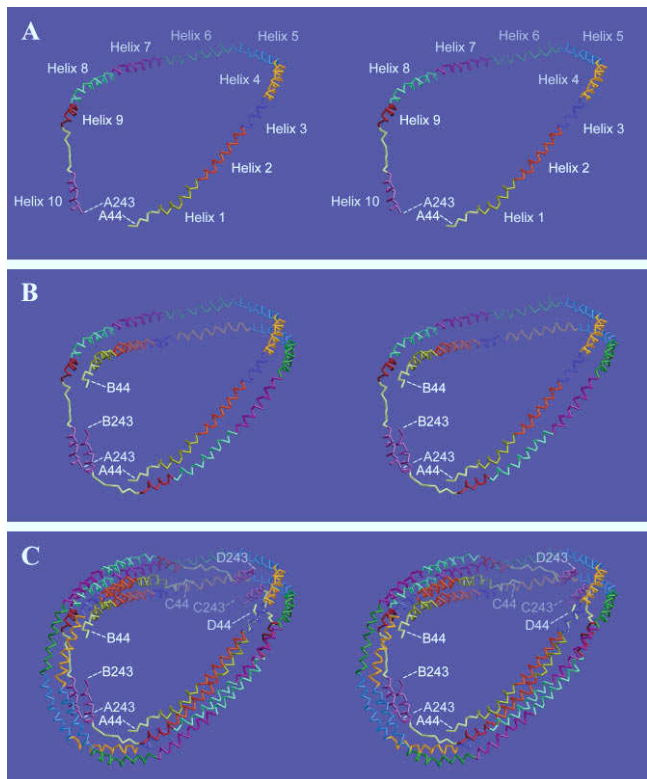 A
Helix 7 Helix 6 Helix 5
Helix 8
Helix 4
Helix 9
Helix 3
Helix 2
Helix 10 A243
A44
Helix 1
Helix 7 Helix 6 Helix 5
Helix 8
Helix 4
Helix 9
Helix 3
Helix 2
Helix 10 A243
A44
Helix 1
B
B44
B243
A243
A44
B44
B243
A243
A44
C
D243
C44 C243
D44
B44
B243
A243
A44
D243
C44 C243
D44
B44
B243
A243
A44